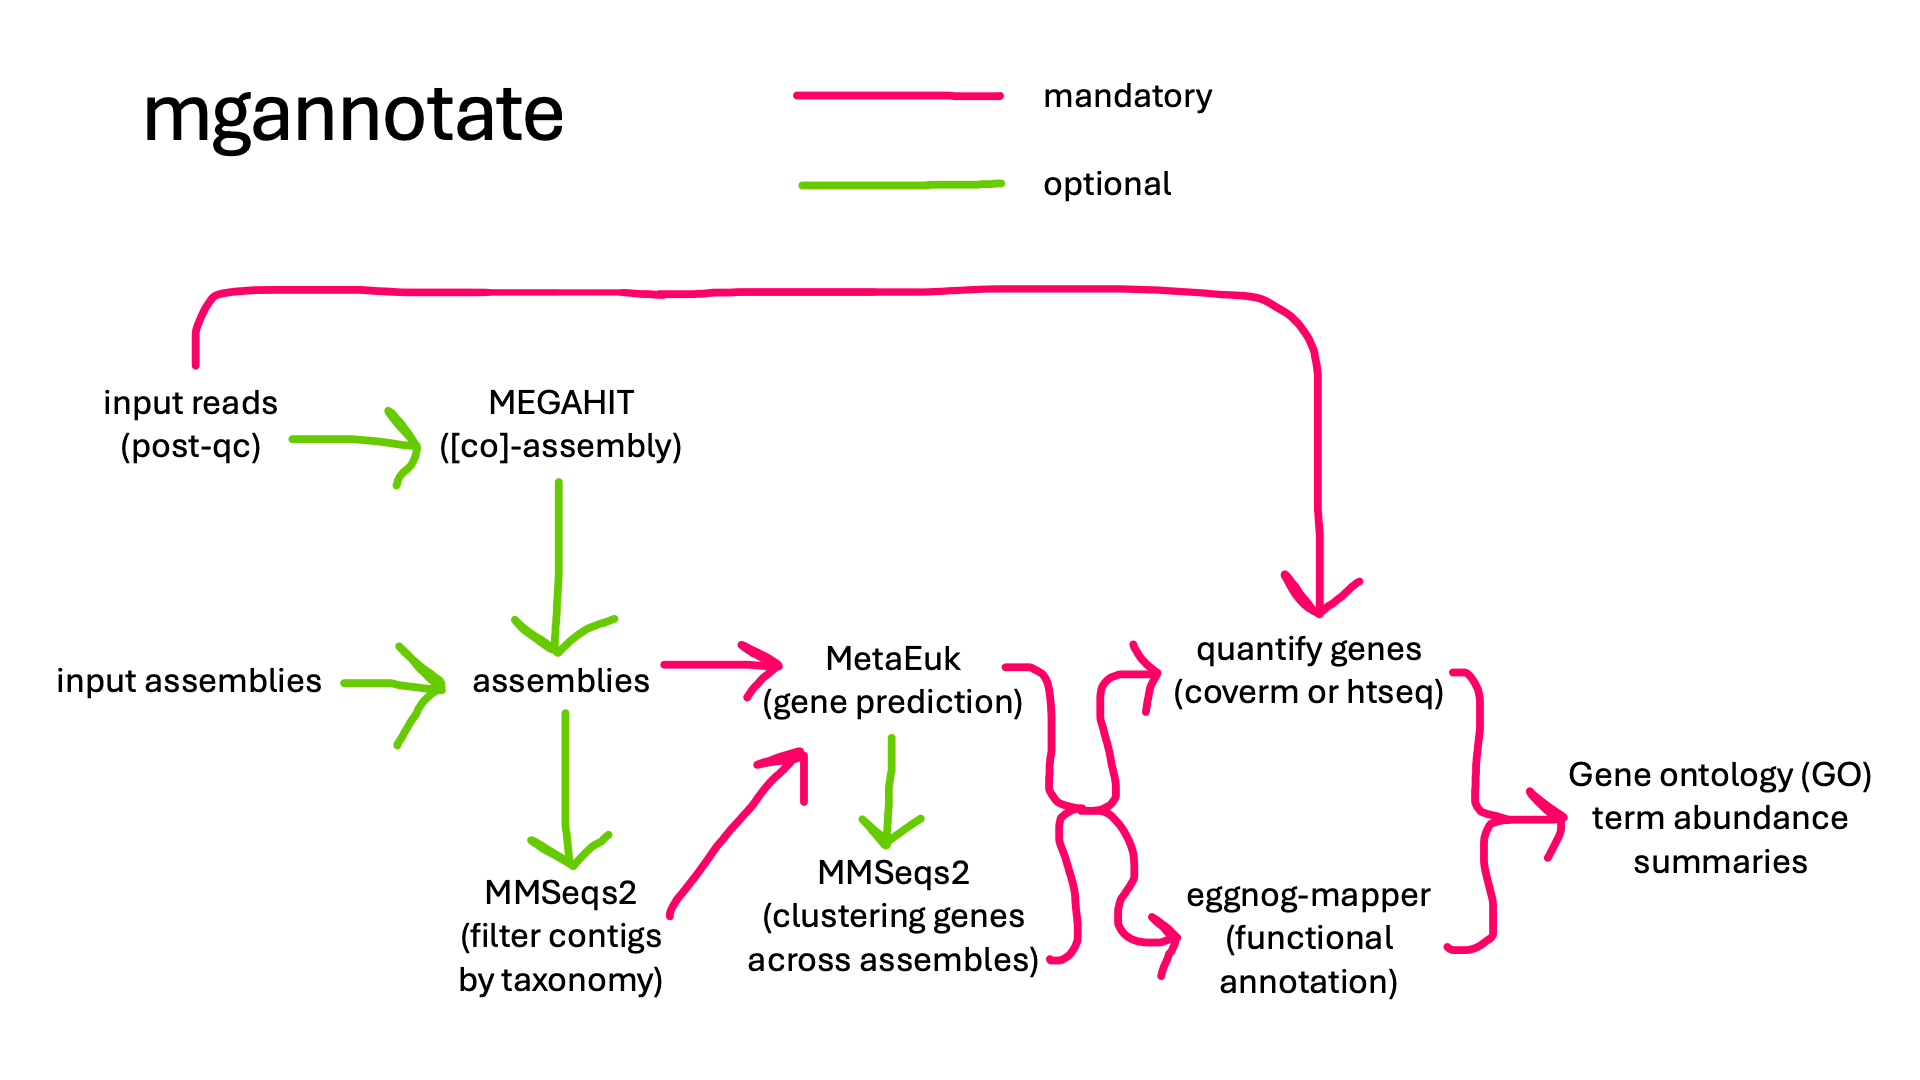 mgannotate
mandatory
optional
input reads
(post-qc)
MEGAHIT
([co]-assembly)
input assemblies
assemblies
MetaEuk
(gene prediction)
quantify genes
(coverm or htseq)
MMSeqs2
(filter contigs
by taxonomy)
MMSeqs2
(clustering genes
across assembles)
eggnog-mapper
(functional
annotation)
Gene ontology (GO)
term abundance
summaries